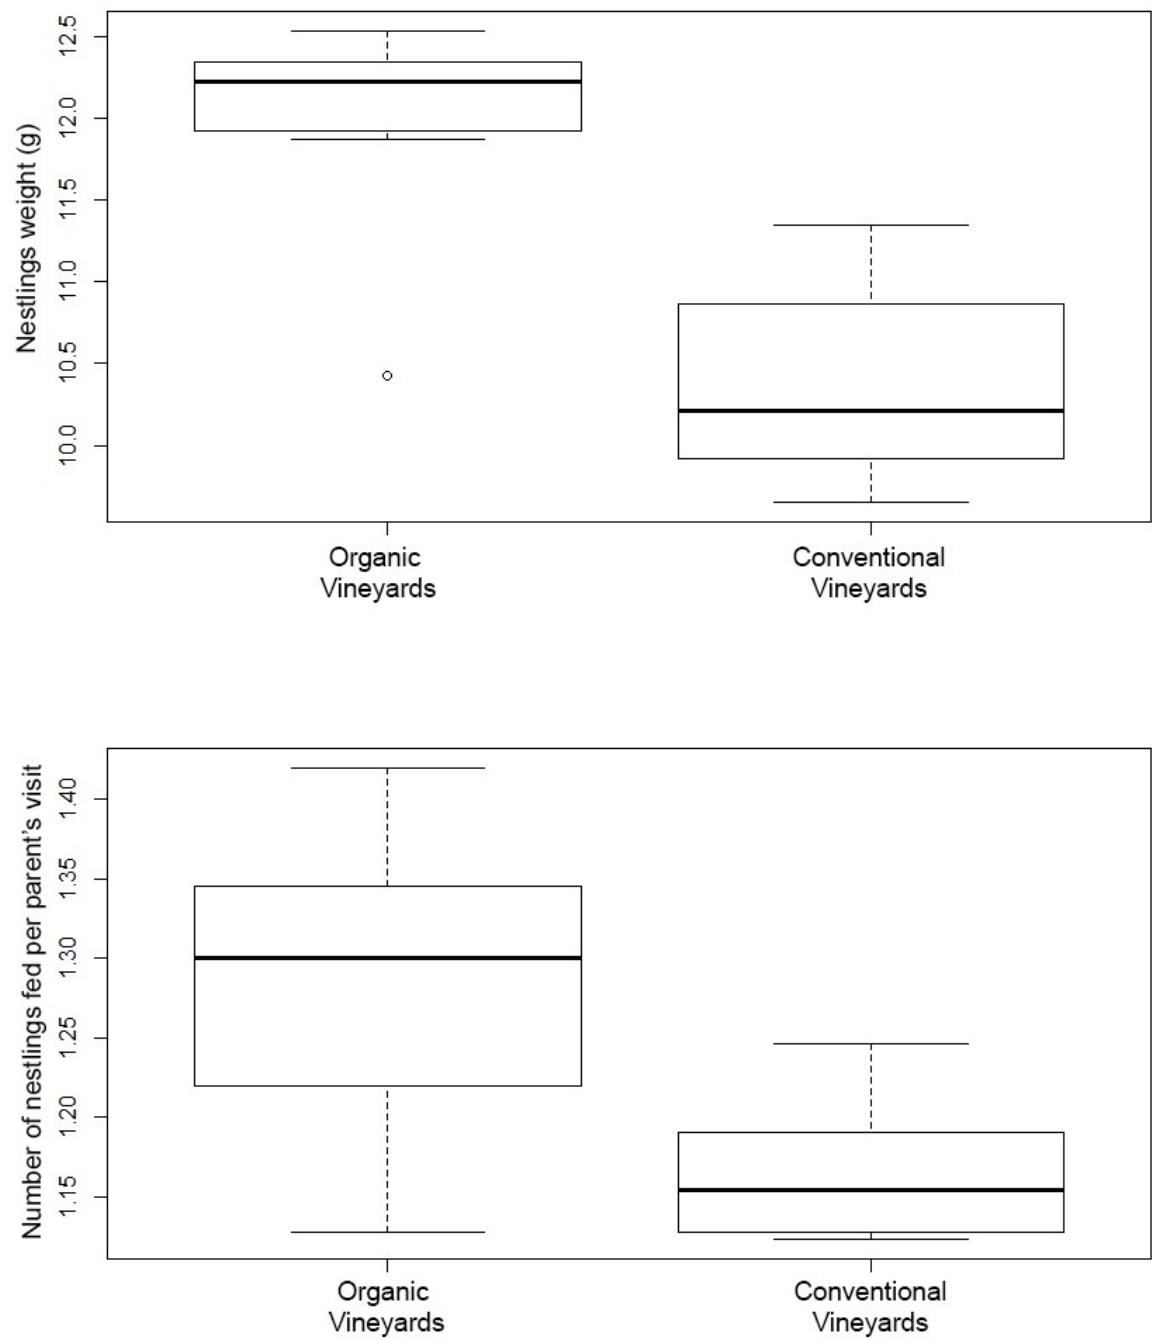 Nestlings weight (g)
12.5
12.0
11.5
11.0
10.5
10.0
Organic
Vineyards
Conventional
Vineyards
Number of nestlings fed per parent’s visit
1.40
1.35
1.30
1.25
1.20
1.15
Organic
Vineyards
Conventional
Vineyards